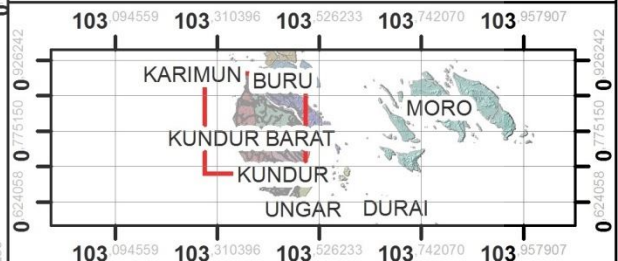 103.094559 103.310396 103.526233 103.742070 103.957907
0.926242 0.926242
KARIMUN BURU
0.775150 MORO 0.775150
KUNDUR BARAT
KUNDUR
0.624058 UNGAR DURAI 0.624058
103.094559 103.310396 103.526233 103.742070 103.957907